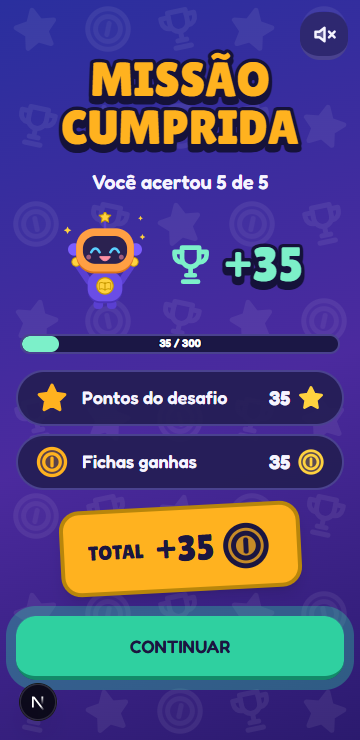 MISSÃO
CUMPRIDA
Você acertou 5 de 5
+35
35 / 300
Pontos do desafio 35
Fichas ganhas 35
TOTAL +35
CONTINUAR
N